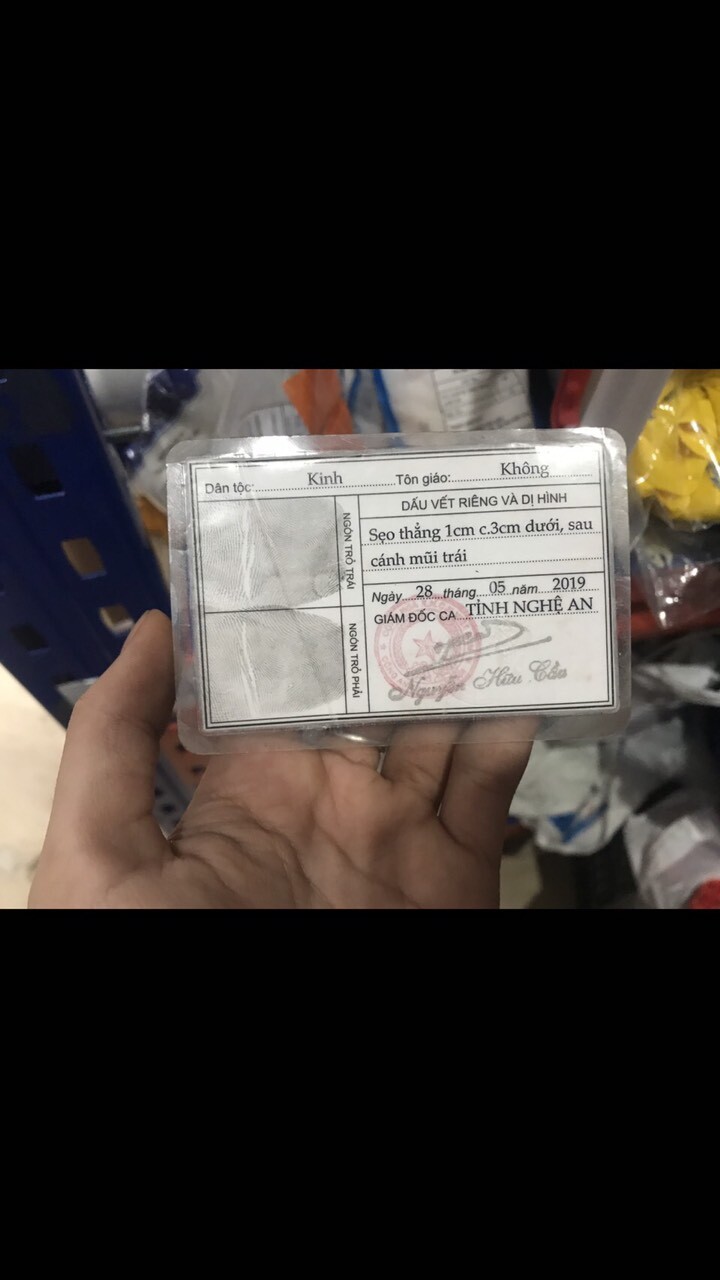 Dân tộc: Kinh Tôn giáo: Không
NGÓN TRỎ TRÁI
NGÓN TRỎ PHẢI
DẤU VẾT RIÊNG VÀ DỊ HÌNH
Sẹo thẳng 1cm c.3cm dưới, sau
cánh mũi trái
Ngày 28 tháng 05 năm 2019
GIÁM ĐỐC CA TỈNH NGHỆ AN
Nguyễn Hữu Cầu